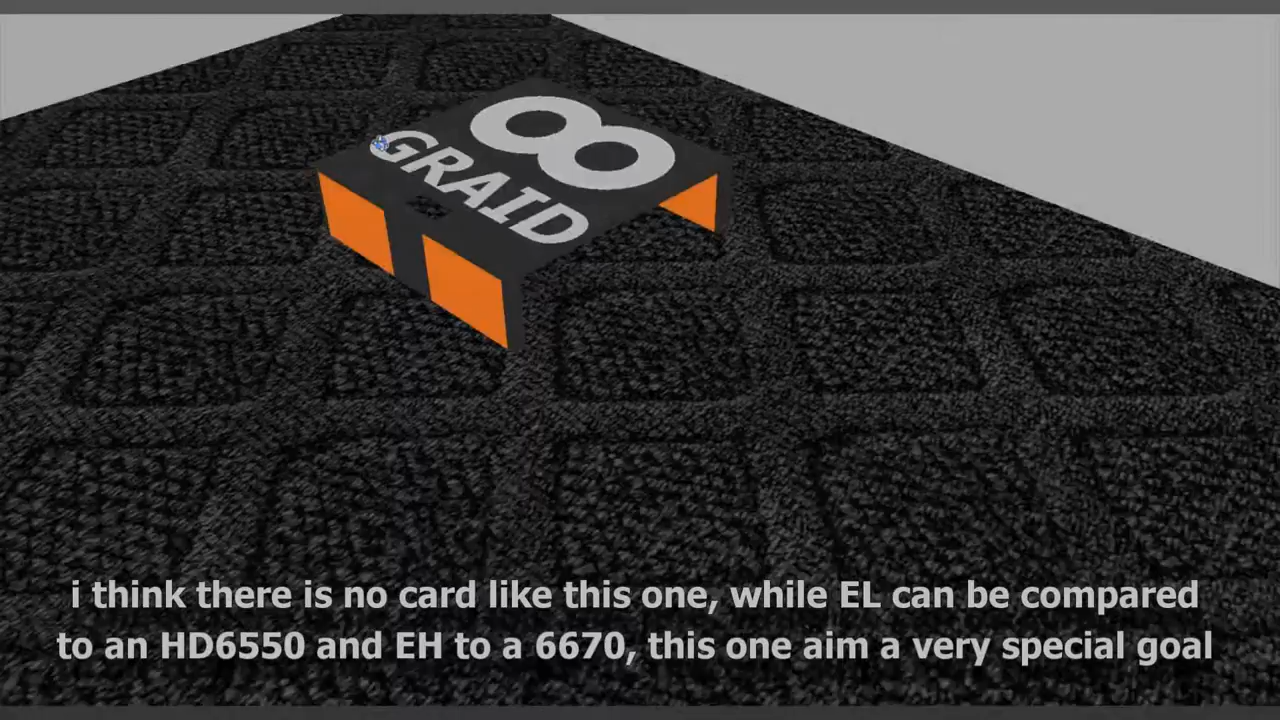 8
GRAID
i think there is no card like this one, while EL can be compared
to an HD6550 and EH to a 6670, this one aim a very special goal